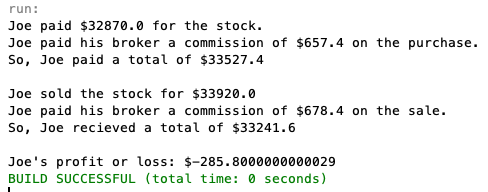 run:
Joe paid $32870.0 for the stock.
Joe paid his broker a commission of $657.4 on the purchase.
So, Joe paid a total of $33527.4
Joe sold the stock for $33920.0
Joe paid his broker a commission of $678.4 on the sale.
So, Joe recieved a total of $33241.6
Joe's profit or loss: $-285.8000000000029
BUILD SUCCESSFUL (total time: 0 seconds)